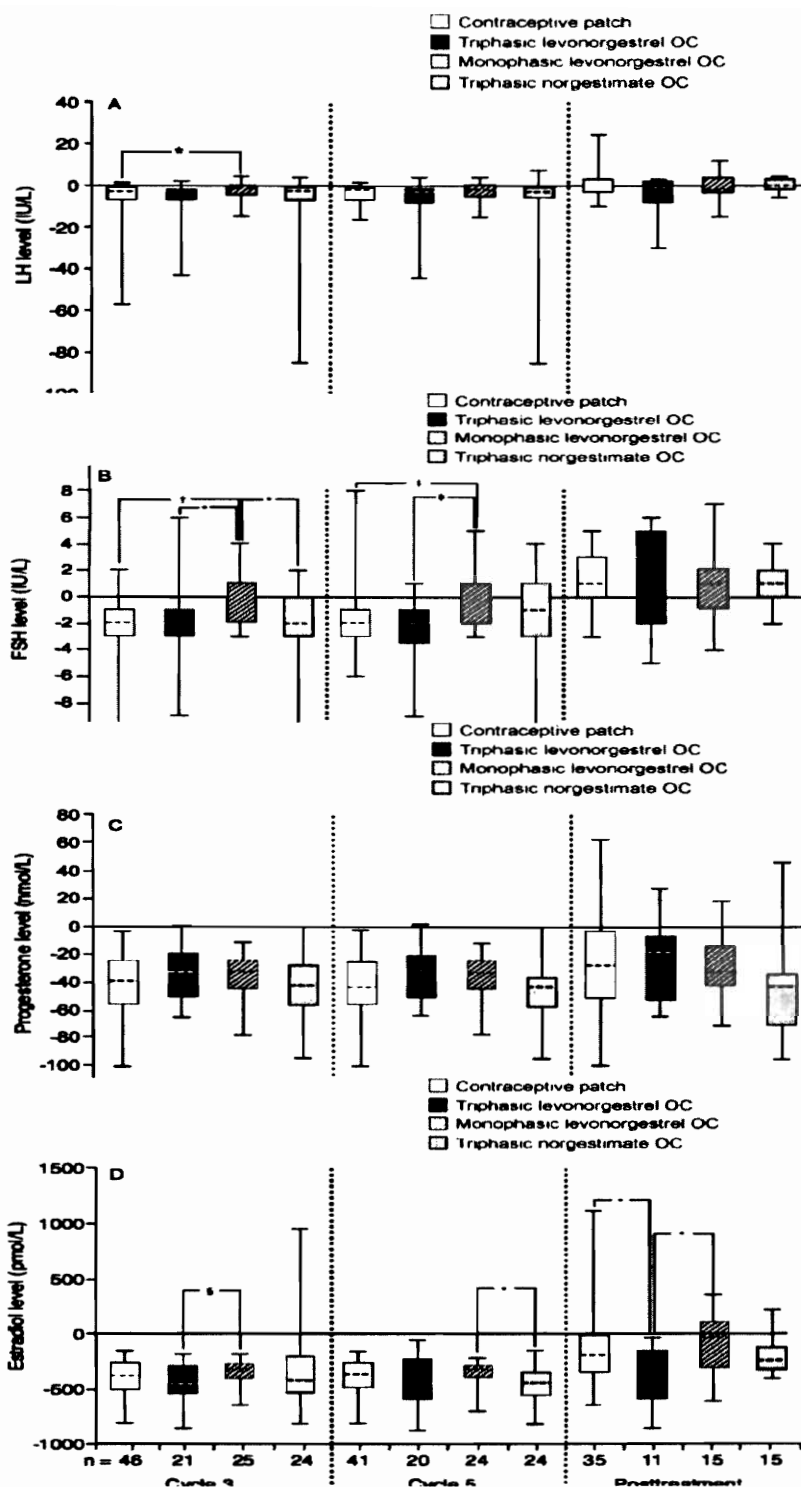 Contraceptive patch
Triphasic levonorgestrel OC
Monophasic levonorgestrel OC
Triphasic norgestimate OC
A
40
20
0
-20
-40
-60
-80
LH level (IU/L)
*
Contraceptive patch
Triphasic levonorgestrel OC
Monophasic levonorgestrel OC
Triphasic norgestimate OC
B
8
6
4
2
0
-2
-4
-6
-8
FSH level (IU/L)
Contraceptive patch
Triphasic levonorgestrel OC
Monophasic levonorgestrel OC
Triphasic norgestimate OC
C
80
60
40
20
0
-20
-40
-60
-80
-100
Progesterone level (nmol/L)
Contraceptive patch
Triphasic levonorgestrel OC
Monophasic levonorgestrel OC
Triphasic norgestimate OC
D
1500
1000
500
0
-500
-1000
Estradiol level (pmol/L)
n = 46 21 25 24 41 20 24 24 35 11 15 15
Cycle 3 Cycle 5 Posttreatment